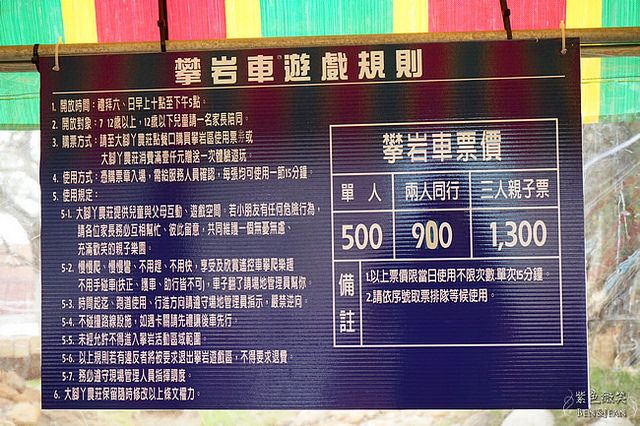 攀岩車遊戲規則
1. 開放時間：禮拜六、日早上十點至下午5點。
2. 開放對象：7 12歲以上，12歲以下兒童請一名家長陪同。
3. 購票方式：請至大腳丫農莊點餐口購買攀岩區使用票券或
大腳丫農莊消費滿壹仟元贈送一次體驗遊玩。
4. 使用方式：憑購票章入場，需給服務人員確認，每張均可使用一節15分鐘。
5. 使用規定：
5-1. 大腳丫農莊提供兒童與父母互動、遊戲空間。若小朋友有任何危險行為，
請各位家長務必互相幫忙、彼此留意，共同維護一個無憂無慮、
充滿歡笑的親子樂園。
5-2. 慢慢爬、慢慢體、不用趕、不用快，享受及欣賞遙控車攀爬樂趣
不用手碰車(扶正、護車、助行皆不可)，車子翻了請場地管理員幫你。
5-3. 時間起迄、跑道使用、行進方向請遵守場地管理員指示，嚴禁逆向。
5-4. 不碰撞路線設施，如遇卡關請先禮讓後車先行。
5-5. 未經允許不得進入攀岩活動區域範圍。
5-6. 以上規則若有違反者將被要求退出攀岩遊戲區，不得要求退費。
5-7. 務必遵守現場管理人員指揮調度。
6. 大腳丫農莊保留隨時修改以上條文權力。
攀岩車票價
單 人 兩人同行 三人親子票
500 900 1,300
備註
1.以上票價限當日使用不限次數.單次15分鐘
2.請依序號取票排隊等候使用。
紫色微笑
BEN&JEAN